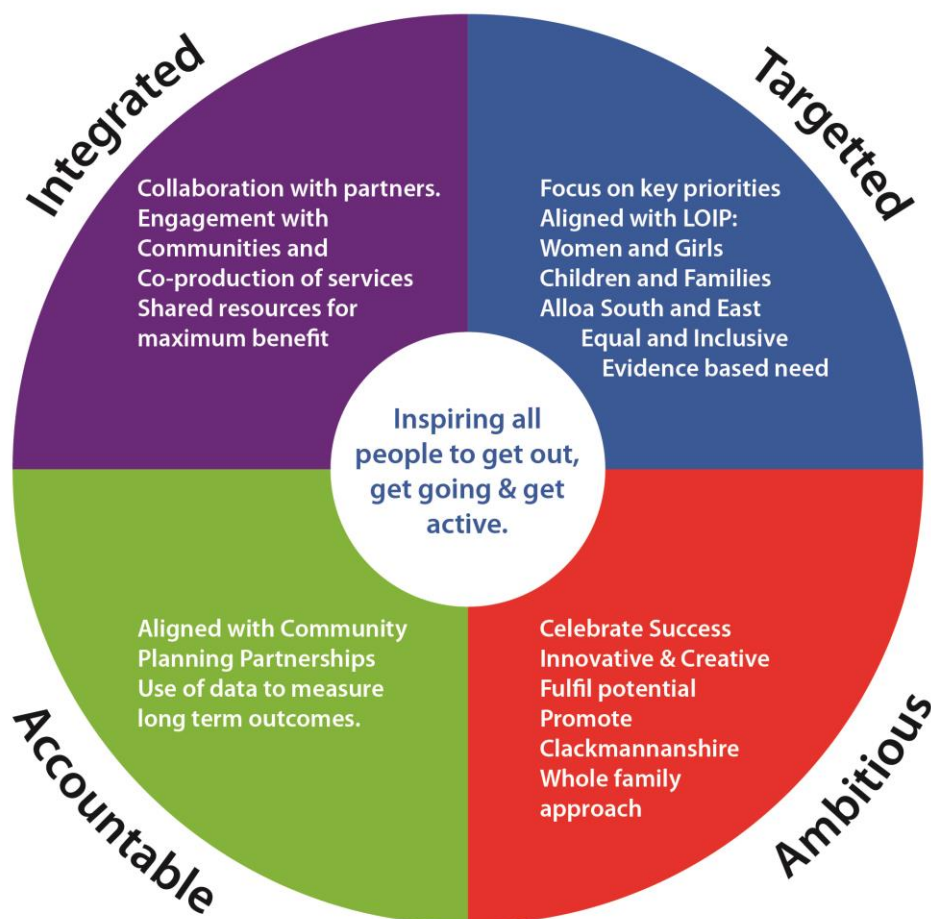 Integrated
Collaboration with partners.
Engagement with
Communities and
Co-production of services
Shared resources for
maximum benefit
Targetted
Focus on key priorities
Aligned with LOIP:
Women and Girls
Children and Families
Alloa South and East
Equal and Inclusive
Evidence based need
Inspiring all
people to get out,
get going & get
active.
Accountable
Aligned with Community
Planning Partnerships
Use of data to measure
long term outcomes.
Ambitious
Celebrate Success
Innovative & Creative
Fulfil potential
Promote
Clackmannanshire
Whole family
approach